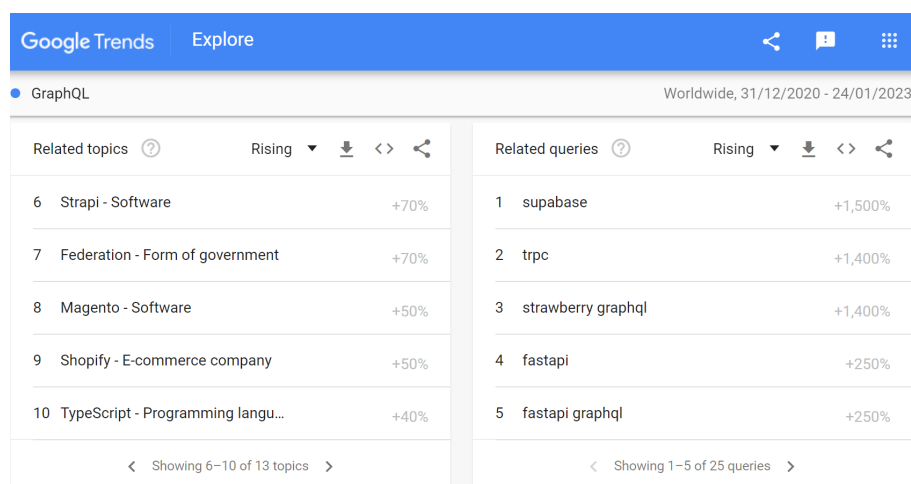 Google Trends Explore
GraphQL Worldwide, 31/12/2020 - 24/01/2023
Related topics ? Rising
6 Strapi - Software +70%
7 Federation - Form of government +70%
8 Magento - Software +50%
9 Shopify - E-commerce company +50%
10 TypeScript - Programming langu... +40%
Showing 6–10 of 13 topics
Related queries ? Rising
1 supabase +1,500%
2 trpc +1,400%
3 strawberry graphql +1,400%
4 fastapi +250%
5 fastapi graphql +250%
Showing 1–5 of 25 queries